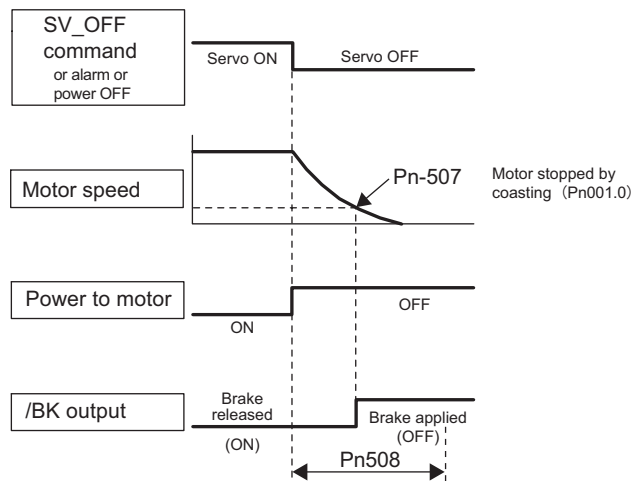 SV_OFF
command
or alarm or
power OFF
Servo ON
Servo OFF
Motor speed
Pn-507
Motor stopped by
coasting (Pn001.0)
Power to motor
ON
OFF
/BK output
Brake
released
(ON)
Brake applied
(OFF)
Pn508